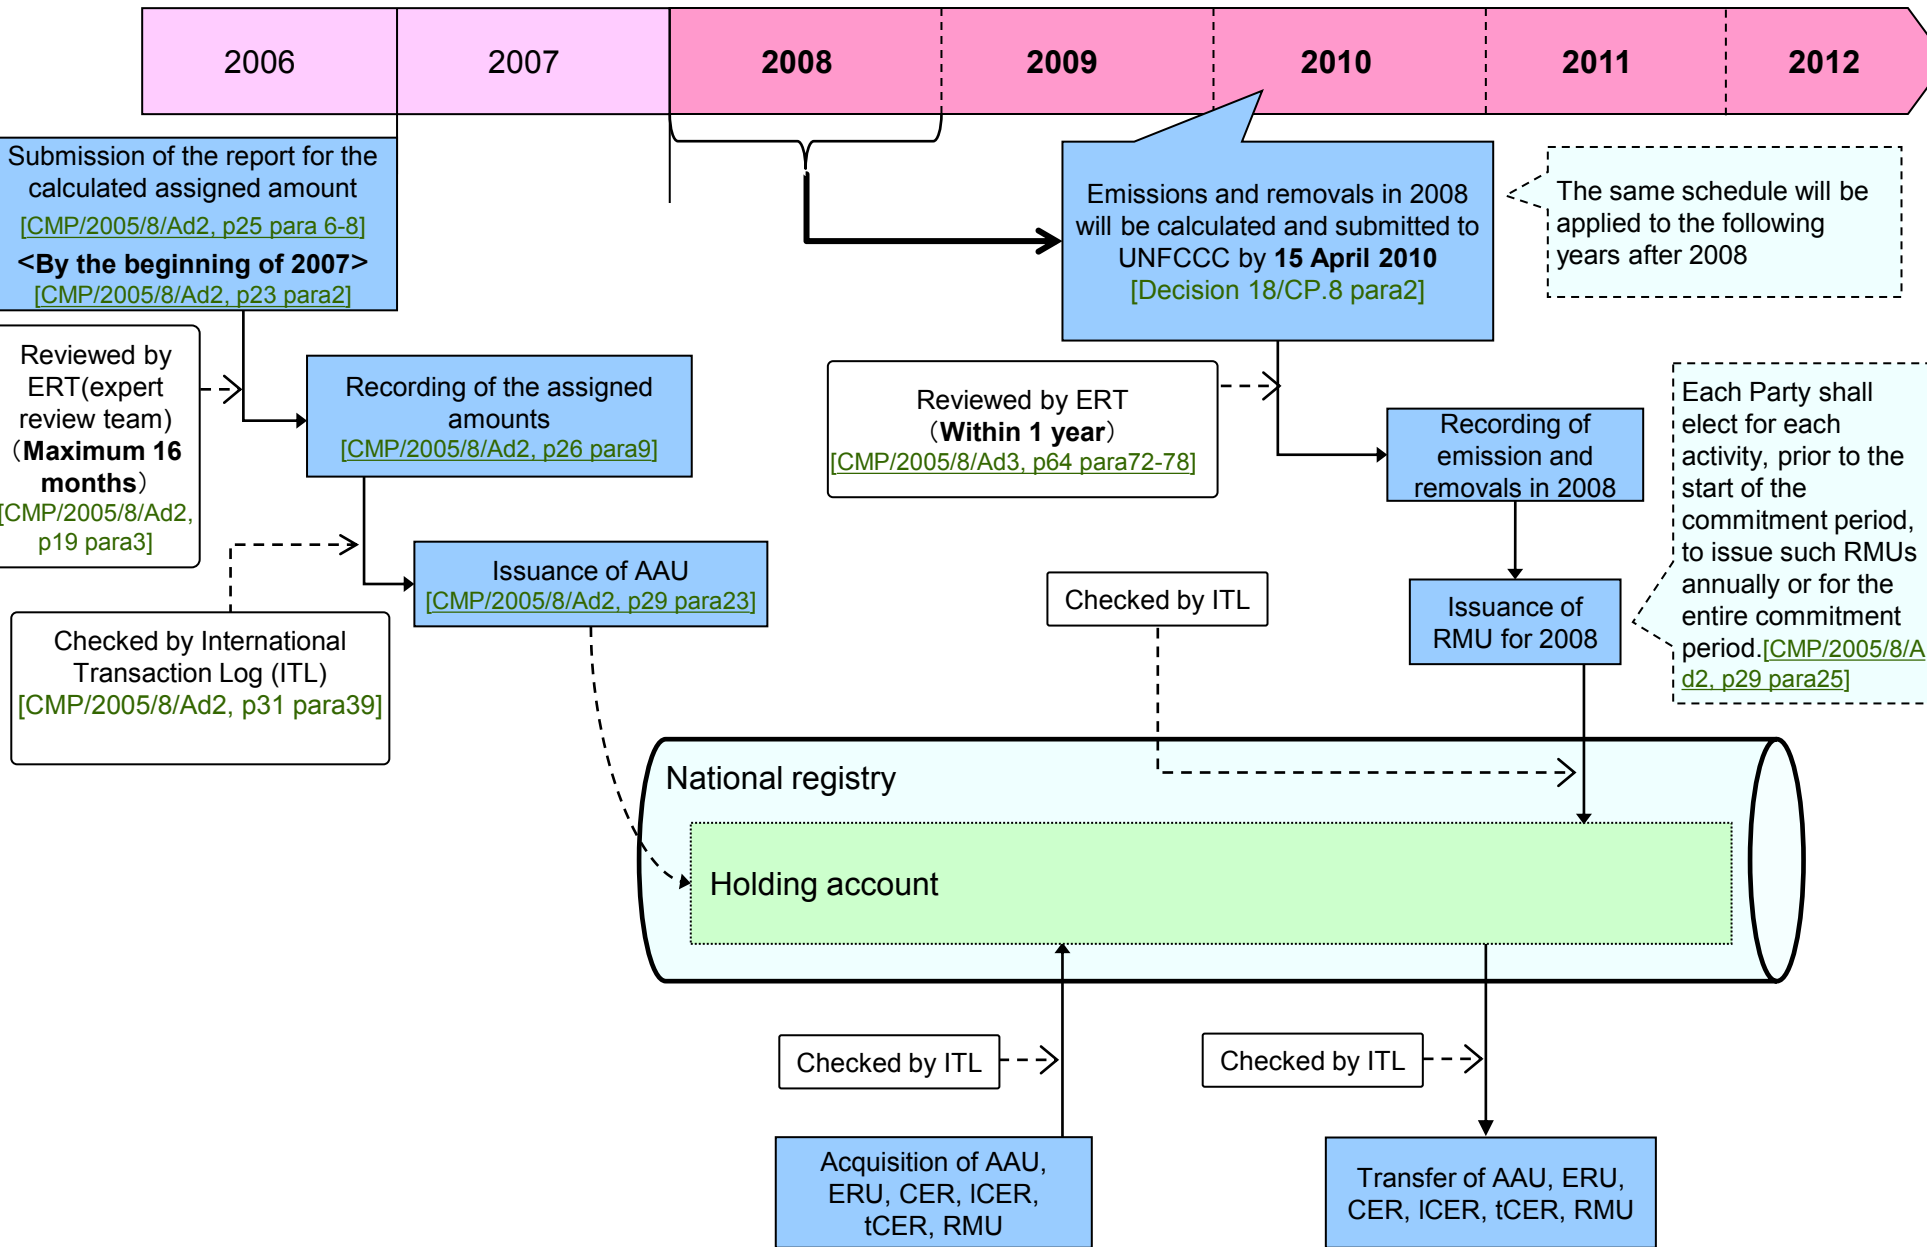 2006
2007
2008
2009
2010
2011
2012
Submission of the report for the
calculated assigned amount
[CMP/2005/8/Ad2, p25 para 6-8]
<By the beginning of 2007>
[CMP/2005/8/Ad2, p23 para2]
Emissions and removals in 2008
will be calculated and submitted to
UNFCCC by 15 April 2010
[Decision 18/CP.8 para2]
The same schedule will be
applied to the following
years after 2008
Reviewed by
ERT(expert
review team)
（Maximum 16
months）
[CMP/2005/8/Ad2,
p19 para3]
Recording of the assigned
amounts
[CMP/2005/8/Ad2, p26 para9]
Reviewed by ERT
（Within 1 year）
[CMP/2005/8/Ad3, p64 para72-78]
Recording of
emission and
removals in 2008
Each Party shall
elect for each
activity, prior to the
start of the
commitment period,
to issue such RMUs
annually or for the
entire commitment
period.[CMP/2005/8/A
d2, p29 para25]
Issuance of AAU
[CMP/2005/8/Ad2, p29 para23]
Checked by ITL
Issuance of
RMU for 2008
Checked by International
Transaction Log (ITL)
[CMP/2005/8/Ad2, p31 para39]
National registry
Holding account
Checked by ITL
Checked by ITL
Acquisition of AAU,
ERU, CER, lCER,
tCER, RMU
Transfer of AAU, ERU,
CER, lCER, tCER, RMU